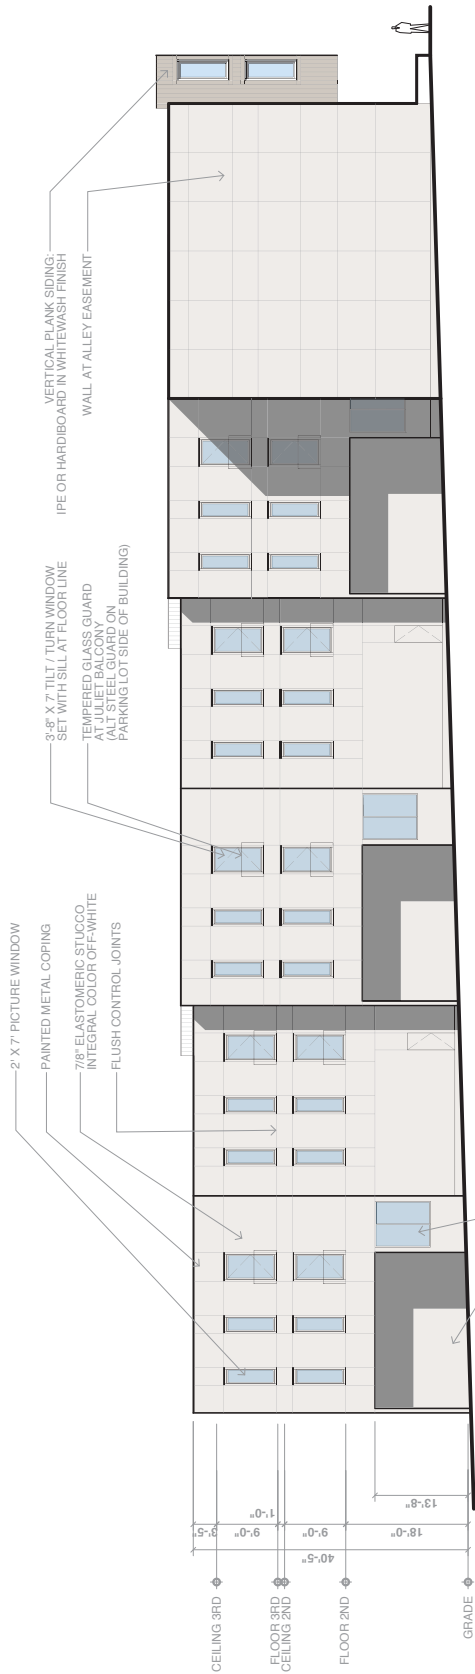 2' X 7' PICTURE WINDOW
PAINTED METAL COPING
7/8" ELASTOMERIC STUCCO
INTEGRAL COLOR OFF-WHITE
FLUSH CONTROL JOINTS
3'-8" X 7' TILT / TURN WINDOW
SET WITH SILL AT FLOOR LINE
TEMPERED GLASS GUARD
AT JULIET BALCONY
(ALT STEEL GUARD ON
PARKING LOT SIDE OF BUILDING)
VERTICAL PLANK SIDING:
IPE OR HARDIBOARD IN WHITEWASH FINISH
WALL AT ALLEY EASEMENT
CEILING 3RD
FLOOR 3RD
CEILING 2ND
FLOOR 2ND
GRADE
40'-5"
3'-5"
9'-0"
1'-0"
9'-0"
18'-0"
13'-8"